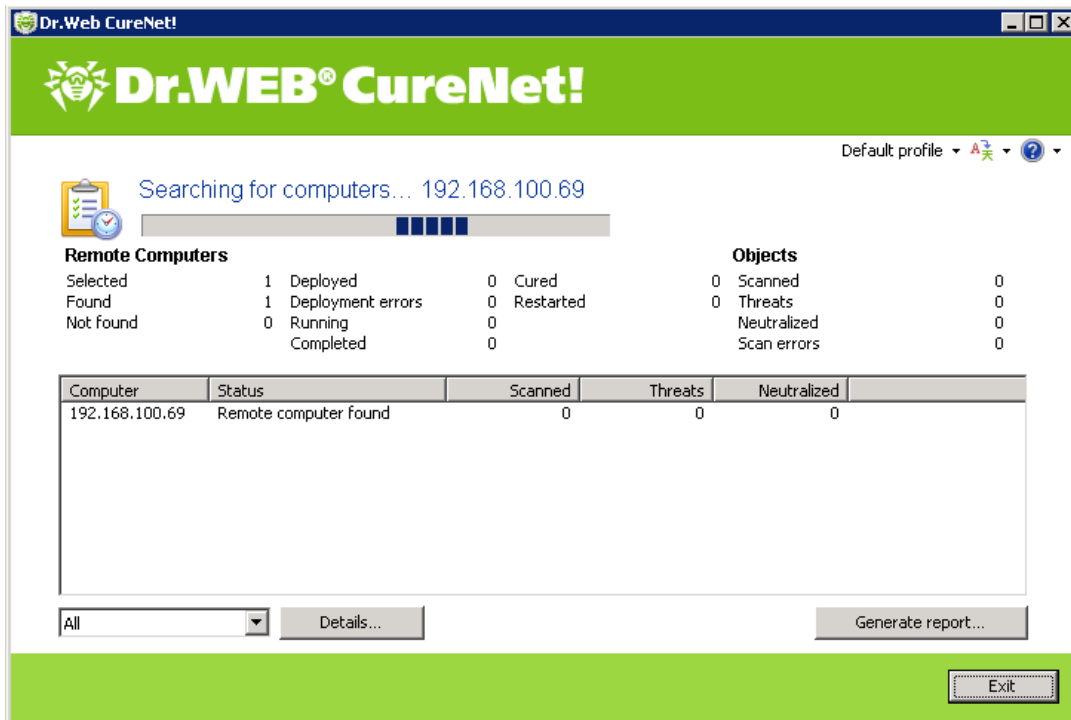 Dr.Web CureNet!
Dr.WEB® CureNet!
Default profile
Searching for computers... 192.168.100.69
Remote Computers Objects
Selected 1 Deployed 0 Cured 0 Scanned 0
Found 1 Deployment errors 0 Restarted 0 Threats 0
Not found 0 Running 0 Neutralized 0
Completed 0 Scan errors 0
Computer Status Scanned Threats Neutralized
192.168.100.69 Remote computer found 0 0 0
All Details... Generate report...
Exit